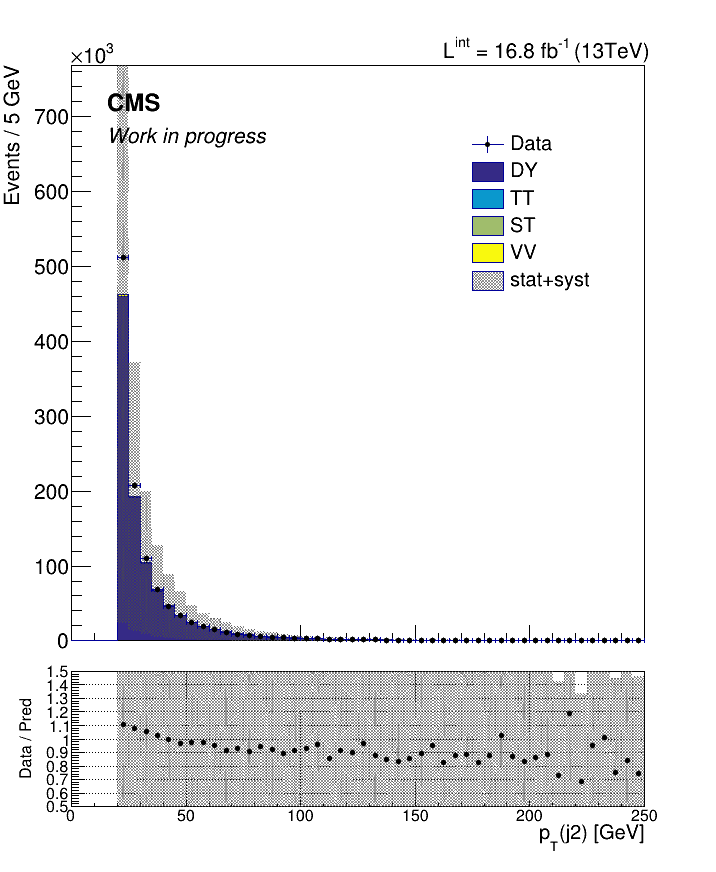 ×10³
L^int = 16.8 fb⁻¹ (13TeV)
Events / 5 GeV
CMS
Work in progress
Data
DY
TT
ST
VV
stat+syst
700
600
500
400
300
200
100
0
Data / Pred
1.5
1.4
1.3
1.2
1.1
1
0.9
0.8
0.7
0.6
0.5
0 50 100 150 200 250
p_T(j2) [GeV]